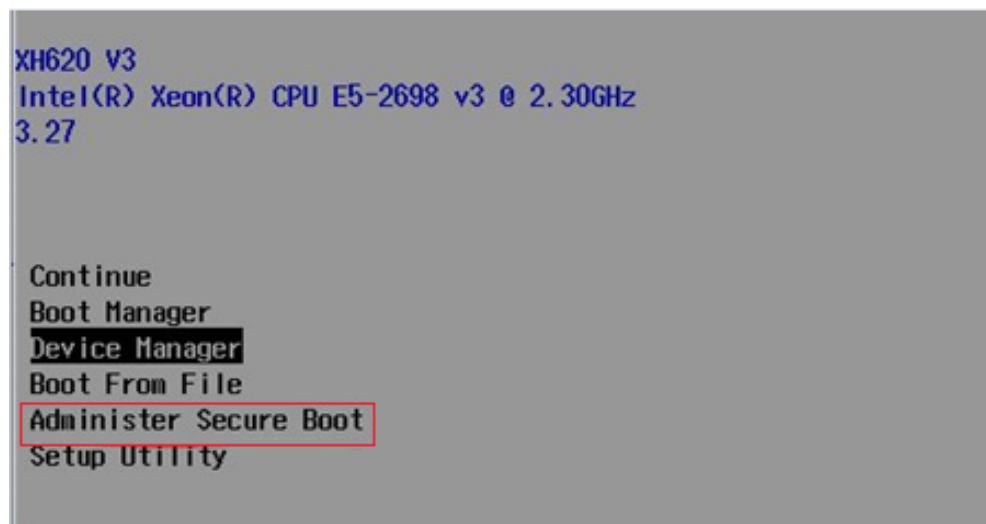 XH620 V3
Intel(R) Xeon(R) CPU E5-2698 v3 @ 2.30GHz
3.27
Continue
Boot Manager
Device Manager
Boot From File
Administer Secure Boot
Setup Utility